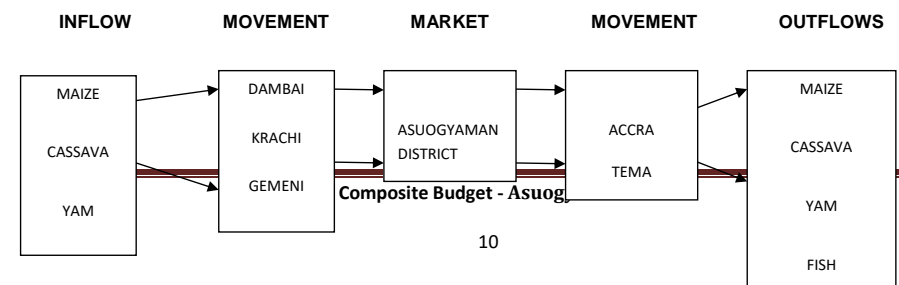 INFLOW MOVEMENT MARKET MOVEMENT OUTFLOWS
MAIZE
CASSAVA
YAM
DAMBAI
KRACHI
GEMENI
ASUOGYAMAN
DISTRICT
ACCRA
TEMA
MAIZE
CASSAVA
YAM
FISH
Composite Budget - Asuog
10